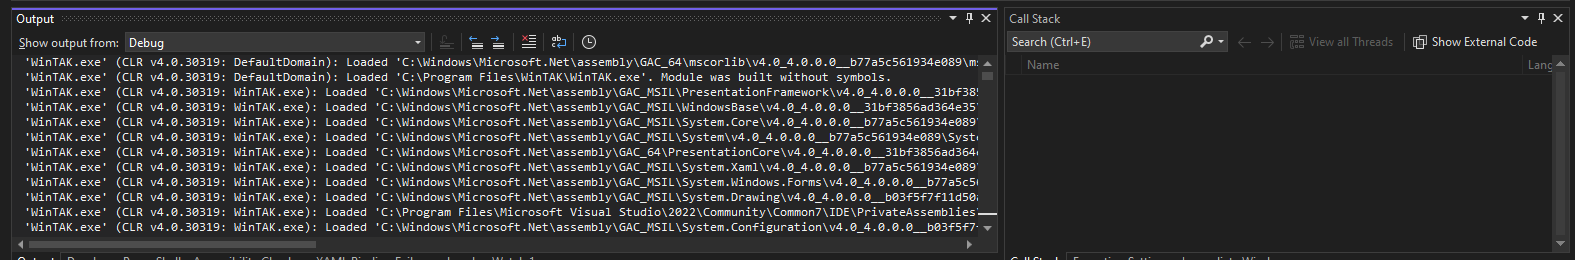 Output
Show output from: Debug
'WinTAK.exe' (CLR v4.0.30319: DefaultDomain): Loaded 'C:\Windows\Microsoft.Net\assembly\GAC_64\mscorlib\v4.0_4.0.0.0__b77a5c561934e089\ms
'WinTAK.exe' (CLR v4.0.30319: DefaultDomain): Loaded 'C:\Program Files\WinTAK\WinTAK.exe'. Module was built without symbols.
'WinTAK.exe' (CLR v4.0.30319: WinTAK.exe): Loaded 'C:\Windows\Microsoft.Net\assembly\GAC_MSIL\PresentationFramework\v4.0_4.0.0.0__31bf385
'WinTAK.exe' (CLR v4.0.30319: WinTAK.exe): Loaded 'C:\Windows\Microsoft.Net\assembly\GAC_MSIL\WindowsBase\v4.0_4.0.0.0__31bf3856ad364e35
'WinTAK.exe' (CLR v4.0.30319: WinTAK.exe): Loaded 'C:\Windows\Microsoft.Net\assembly\GAC_MSIL\System.Core\v4.0_4.0.0.0__b77a5c561934e089
'WinTAK.exe' (CLR v4.0.30319: WinTAK.exe): Loaded 'C:\Windows\Microsoft.Net\assembly\GAC_MSIL\System\v4.0_4.0.0.0__b77a5c561934e089\Syste
'WinTAK.exe' (CLR v4.0.30319: WinTAK.exe): Loaded 'C:\Windows\Microsoft.Net\assembly\GAC_64\PresentationCore\v4.0_4.0.0.0__31bf3856ad364e
'WinTAK.exe' (CLR v4.0.30319: WinTAK.exe): Loaded 'C:\Windows\Microsoft.Net\assembly\GAC_MSIL\System.Xaml\v4.0_4.0.0.0__b77a5c561934e089
'WinTAK.exe' (CLR v4.0.30319: WinTAK.exe): Loaded 'C:\Windows\Microsoft.Net\assembly\GAC_MSIL\System.Windows.Forms\v4.0_4.0.0.0__b77a5c56
'WinTAK.exe' (CLR v4.0.30319: WinTAK.exe): Loaded 'C:\Windows\Microsoft.Net\assembly\GAC_MSIL\System.Drawing\v4.0_4.0.0.0__b03f5f7f11d50a
'WinTAK.exe' (CLR v4.0.30319: WinTAK.exe): Loaded 'C:\Program Files\Microsoft Visual Studio\2022\Community\Common7\IDE\PrivateAssemblies
'WinTAK.exe' (CLR v4.0.30319: WinTAK.exe): Loaded 'C:\Windows\Microsoft.Net\assembly\GAC_MSIL\System.Configuration\v4.0_4.0.0.0__b03f5f7
Call Stack
Search (Ctrl+E) View all Threads Show External Code
Name Lang